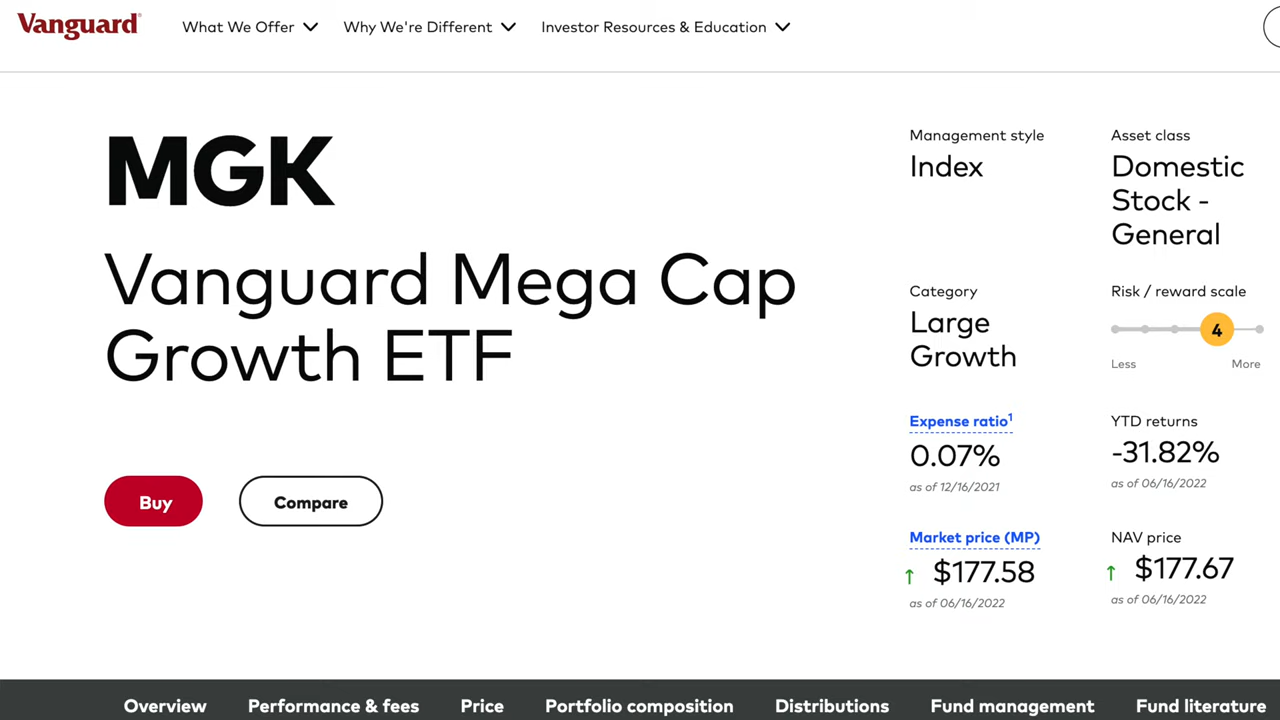 Vanguard®
What We Offer
Why We're Different
Investor Resources & Education
MGK
Vanguard Mega Cap
Growth ETF
Buy
Compare
Management style
Index
Asset class
Domestic
Stock -
General
Category
Large
Growth
Risk / reward scale
4
Less
More
Expense ratio1
0.07%
as of 12/16/2021
YTD returns
-31.82%
as of 06/16/2022
Market price (MP)
↑ $177.58
as of 06/16/2022
NAV price
↑ $177.67
as of 06/16/2022
Overview
Performance & fees
Price
Portfolio composition
Distributions
Fund management
Fund literature